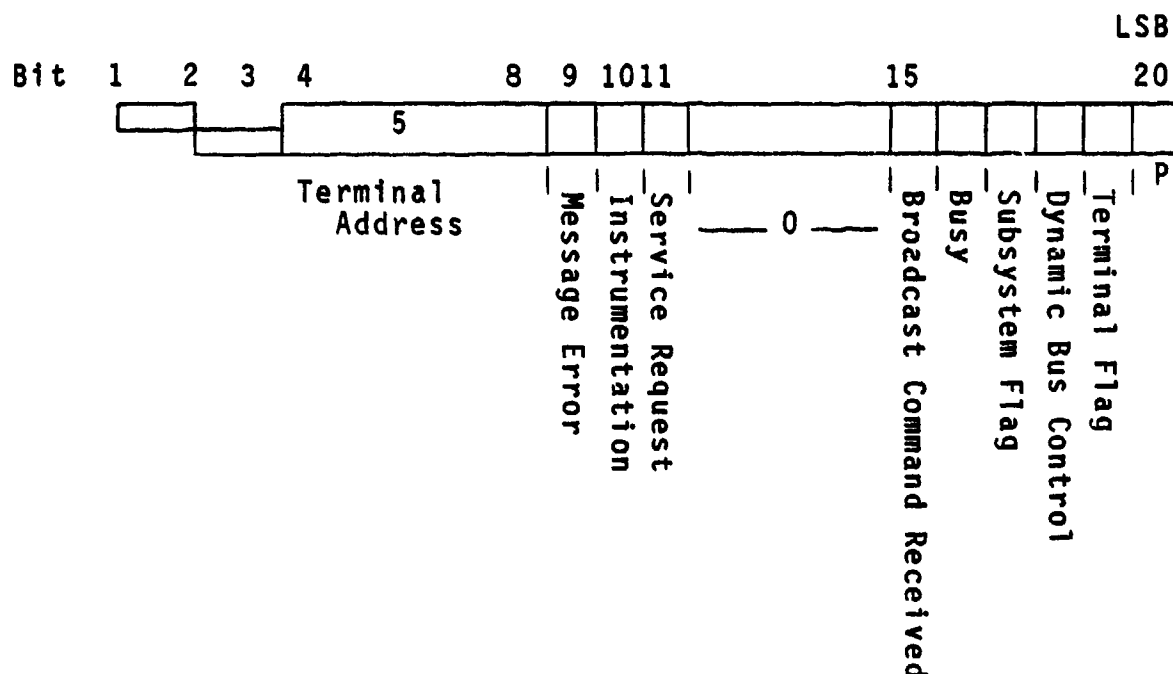 LSB
Bit 1 2 3 4 8 9 10 11 15 20
5
P
Terminal
Address
0
Message Error
Instrumentation
Service Request
Broadcast Command Received
Busy
Subsystem Flag
Dynamic Bus Control
Terminal Flag